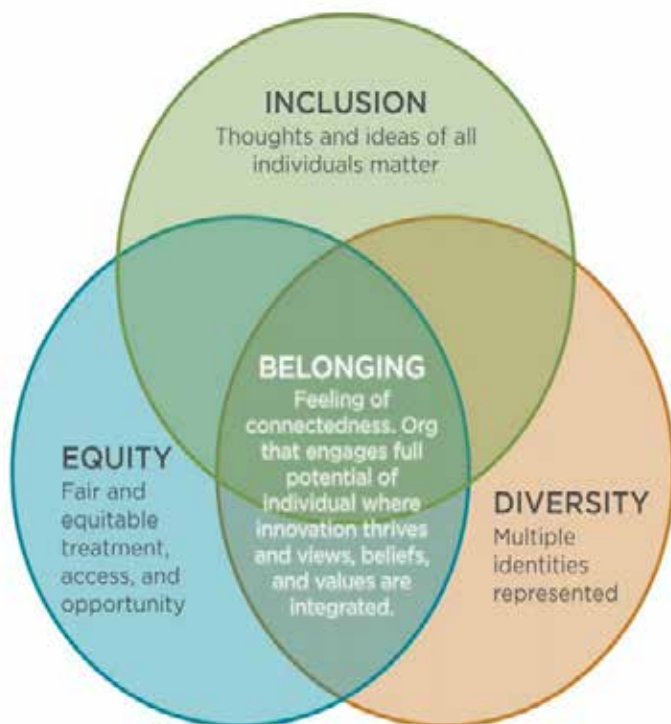 INCLUSION
Thoughts and ideas of all
individuals matter
BELONGING
Feeling of
connectedness. Org
that engages full
potential of
individual where
innovation thrives
and views, beliefs,
and values are
integrated.
EQUITY
Fair and
equitable
treatment,
access, and
opportunity
DIVERSITY
Multiple
identities
represented